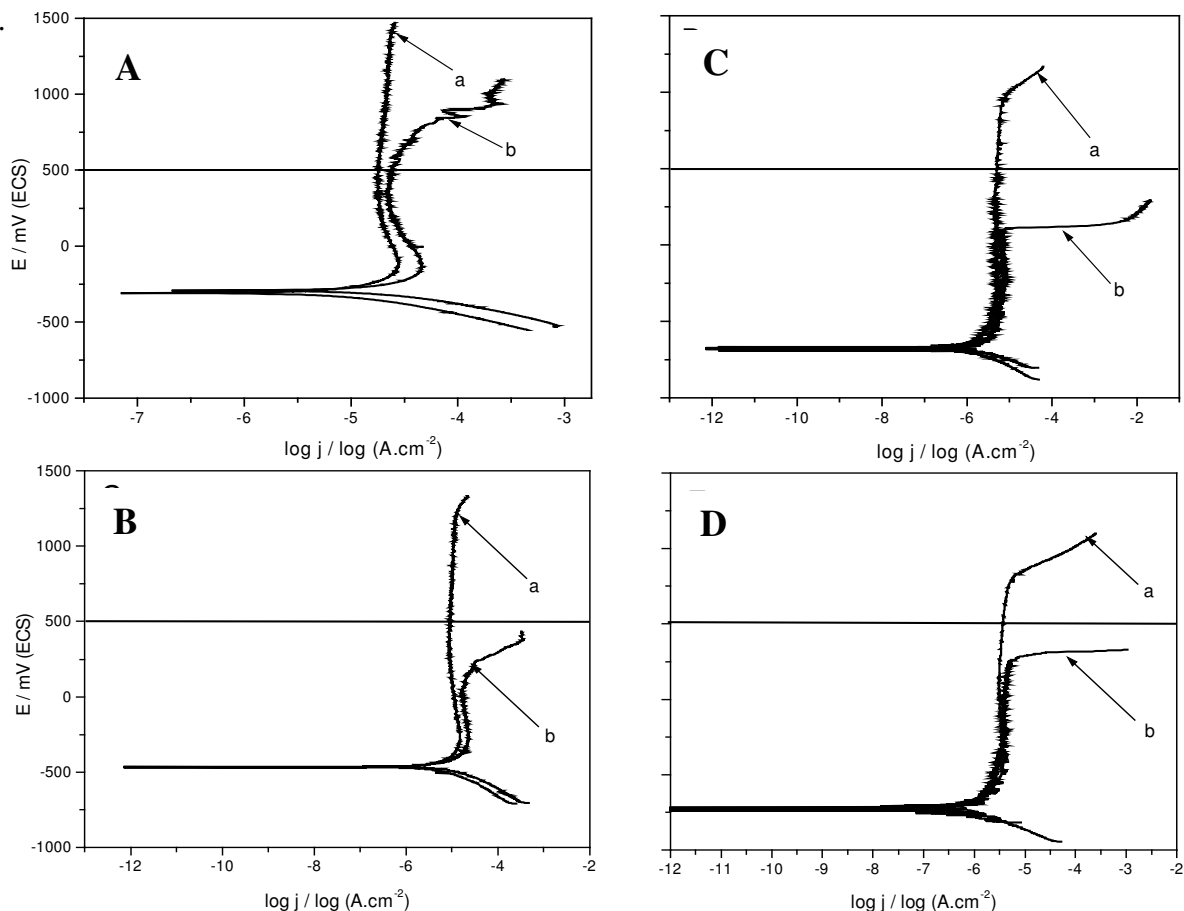 A
a
b
1500
1000
500
0
-500
-1000
E / mV (ECS)
-7
-6
-5
-4
-3
log j / log (A.cm-2)
C
a
b
-12
-10
-8
-6
-4
-2
log j / log (A.cm-2)
B
a
b
1500
1000
500
0
-500
-1000
E / mV (ECS)
-12
-10
-8
-6
-4
-2
log j / log (A.cm-2)
D
a
b
-12
-11
-10
-9
-8
-7
-6
-5
-4
-3
-2
log j / log (A.cm-2)